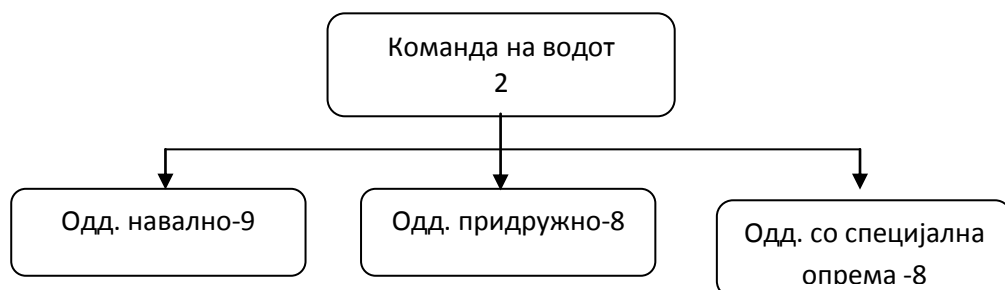 Команда на водот
2
Одд. навално-9
Одд. придружно-8
Одд. со специјална
опрема -8